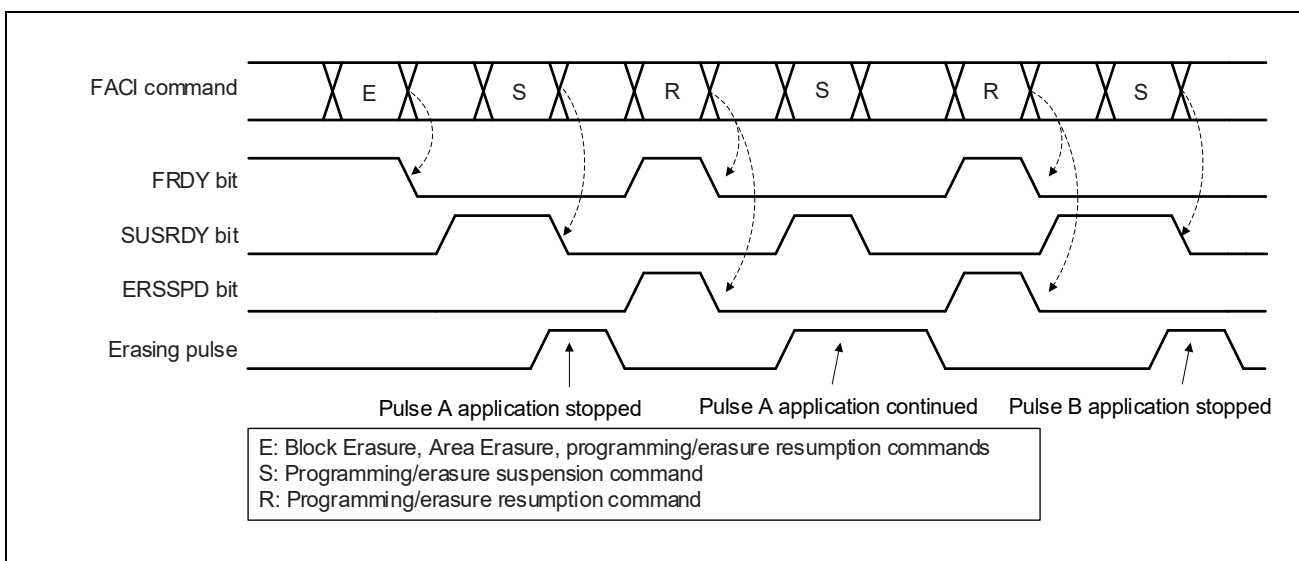 FACI command
E
S
R
S
R
S
FRDY bit
SUSRDY bit
ERSSPD bit
Erasing pulse
Pulse A application stopped
Pulse A application continued
Pulse B application stopped
E: Block Erasure, Area Erasure, programming/erasure resumption commands
S: Programming/erasure suspension command
R: Programming/erasure resumption command